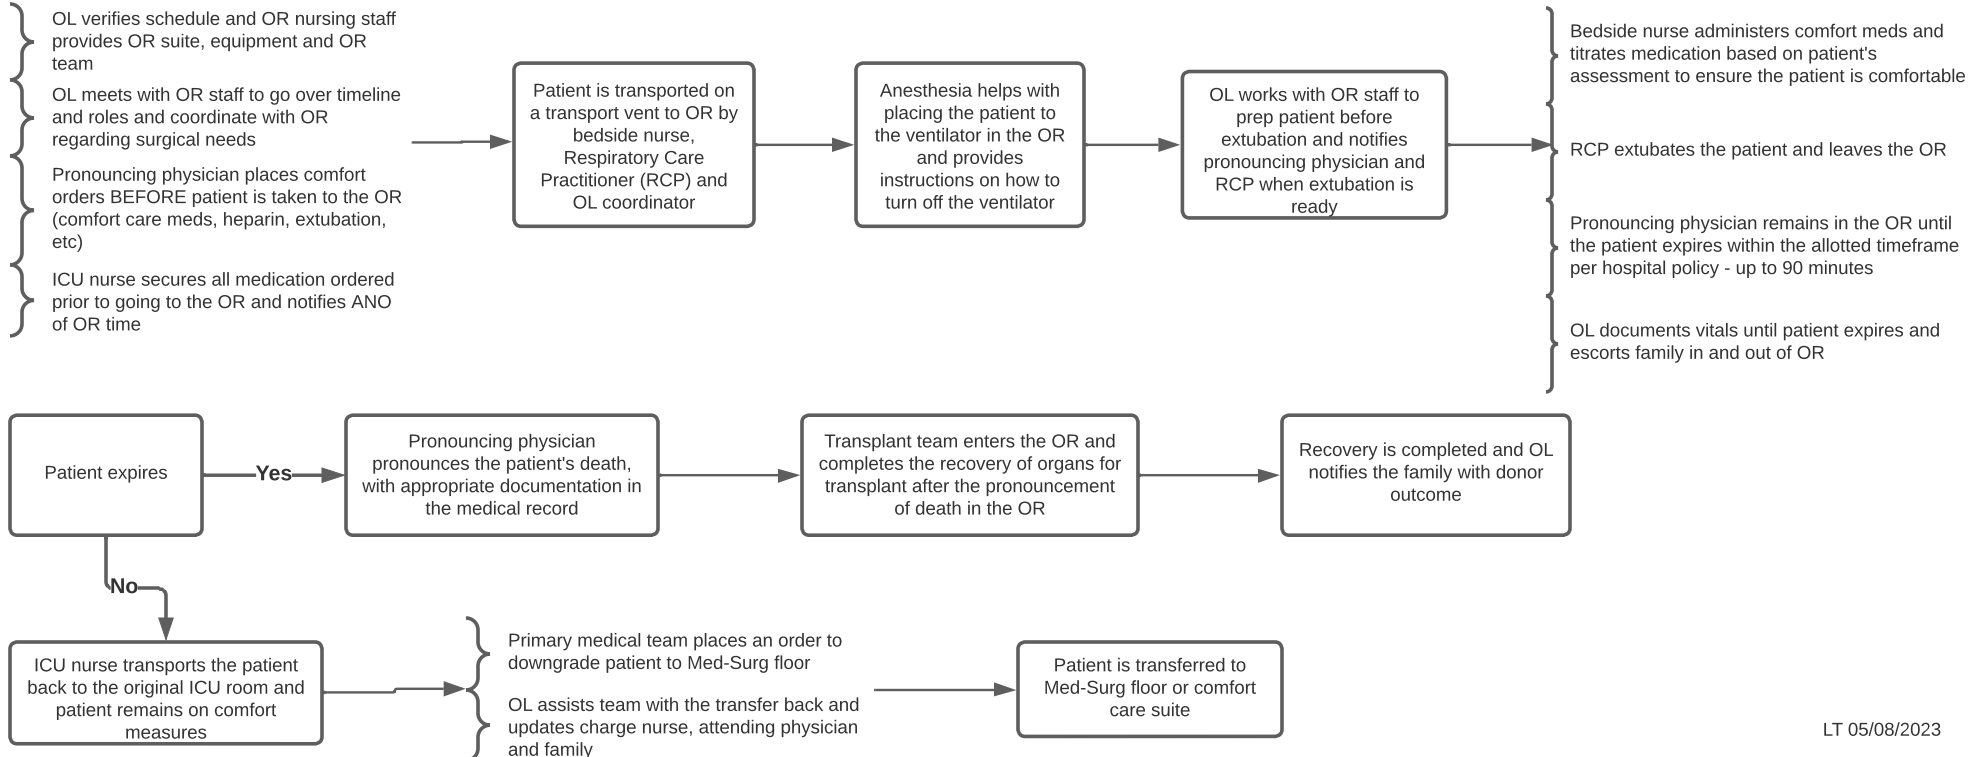 OL verifies schedule and OR nursing staff
provides OR suite, equipment and OR
team
OL meets with OR staff to go over timeline
and roles and coordinate with OR
regarding surgical needs
Pronouncing physician places comfort
orders BEFORE patient is taken to the OR
(comfort care meds, heparin, extubation,
etc)
ICU nurse secures all medication ordered
prior to going to the OR and notifies ANO
of OR time
Patient is transported on
a transport vent to OR by
bedside nurse,
Respiratory Care
Practitioner (RCP) and
OL coordinator
Anesthesia helps with
placing the patient to
the ventilator in the OR
and provides
instructions on how to
turn off the ventilator
OL works with OR staff to
prep patient before
extubation and notifies
pronouncing physician and
RCP when extubation is
ready
Bedside nurse administers comfort meds and
titrates medication based on patient's
assessment to ensure the patient is comfortable
RCP extubates the patient and leaves the OR
Pronouncing physician remains in the OR until
the patient expires within the allotted timeframe
per hospital policy - up to 90 minutes
OL documents vitals until patient expires and
escorts family in and out of OR
Patient expires
Yes
Pronouncing physician
pronounces the patient's death,
with appropriate documentation in
the medical record
Transplant team enters the OR and
completes the recovery of organs for
transplant after the pronouncement
of death in the OR
Recovery is completed and OL
notifies the family with donor
outcome
No
ICU nurse transports the patient
back to the original ICU room and
patient remains on comfort
measures
Primary medical team places an order to
downgrade patient to Med-Surg floor
OL assists team with the transfer back and
updates charge nurse, attending physician
and family
Patient is transferred to
Med-Surg floor or comfort
care suite
LT 05/08/2023